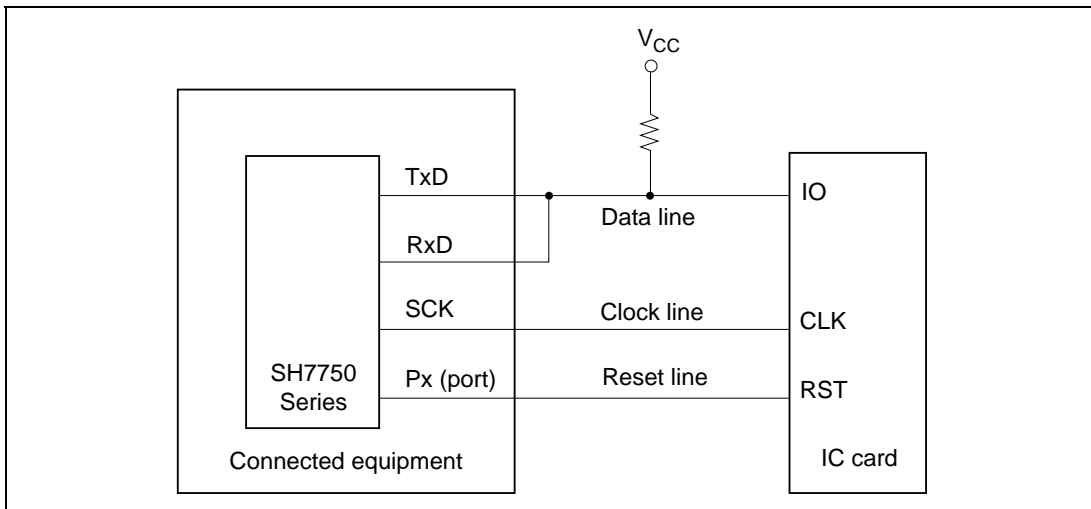 VCC
TxD
IO
Data line
RxD
SCK
Clock line
CLK
SH7750
Series
Px (port)
Reset line
RST
Connected equipment
IC card